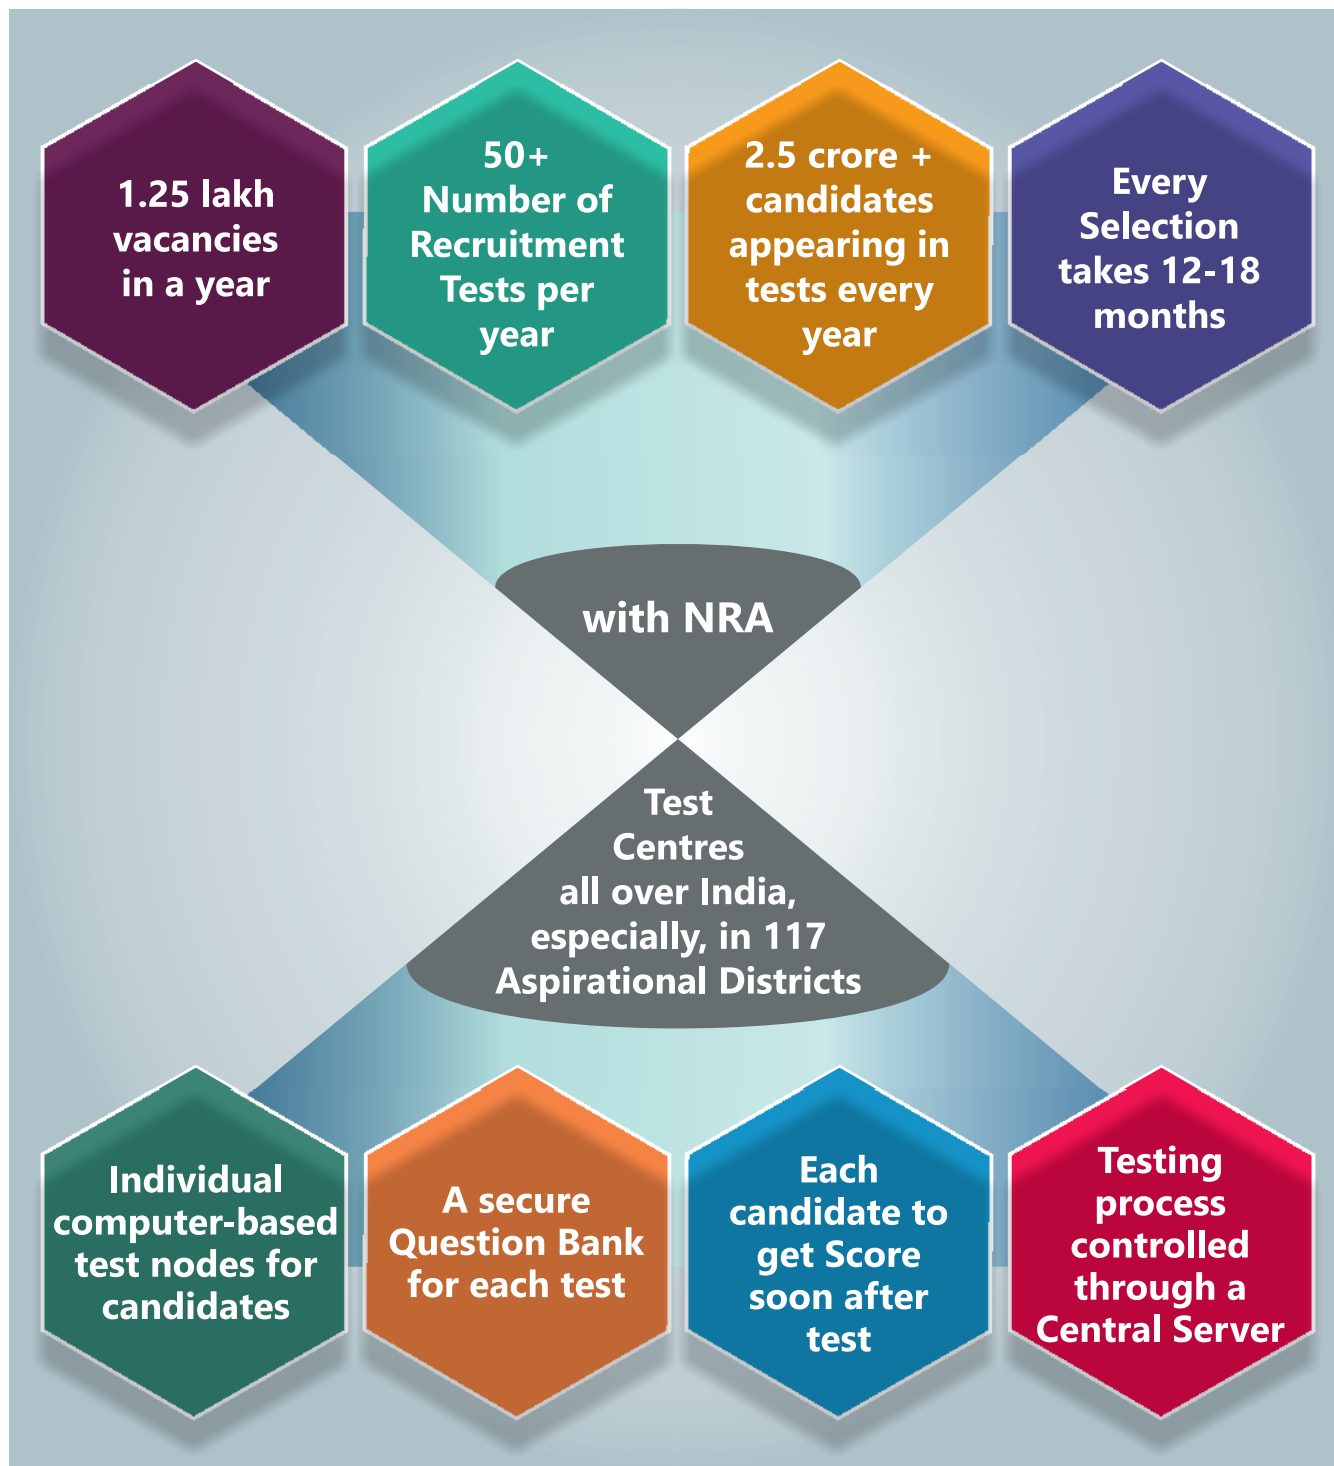 1.25 lakh
vacancies
in a year
50+
Number of
Recruitment
Tests per
year
2.5 crore +
candidates
appearing in
tests every
year
Every
Selection
takes 12-18
months
with NRA
Test
Centres
all over India,
especially, in 117
Aspirational Districts
Individual
computer-based
test nodes for
candidates
A secure
Question Bank
for each test
Each
candidate to
get Score
soon after
test
Testing
process
controlled
through a
Central Server